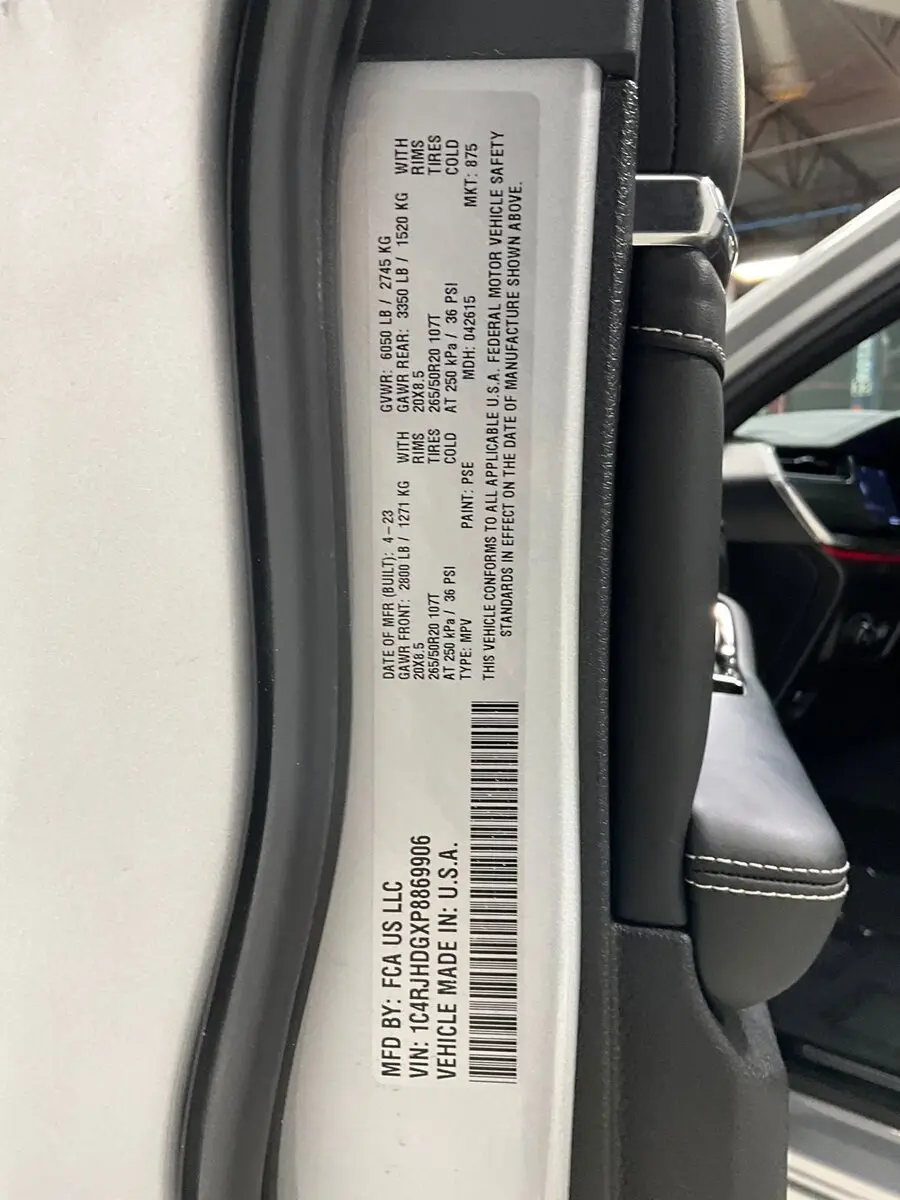 MFD BY: FCA US LLC
VIN: 1C4RJHDGXP8869906
VEHICLE MADE IN: U.S.A.
DATE OF MFR (BUILT): 4-23
GAWR FRONT: 2800 LB / 1271 KG WITH
20X8.5 RIMS
265/50R20 107T TIRES
AT 250 kPa / 36 PSI COLD
TYPE: MPV PAINT: PSE
GVWR: 6050 LB / 2745 KG
GAWR REAR: 3350 LB / 1520 KG WITH
20X8.5 RIMS
265/50R20 107T TIRES
AT 250 kPa / 36 PSI COLD
MDH: 042615 MKT: 875
THIS VEHICLE CONFORMS TO ALL APPLICABLE U.S.A. FEDERAL MOTOR VEHICLE SAFETY
STANDARDS IN EFFECT ON THE DATE OF MANUFACTURE SHOWN ABOVE.